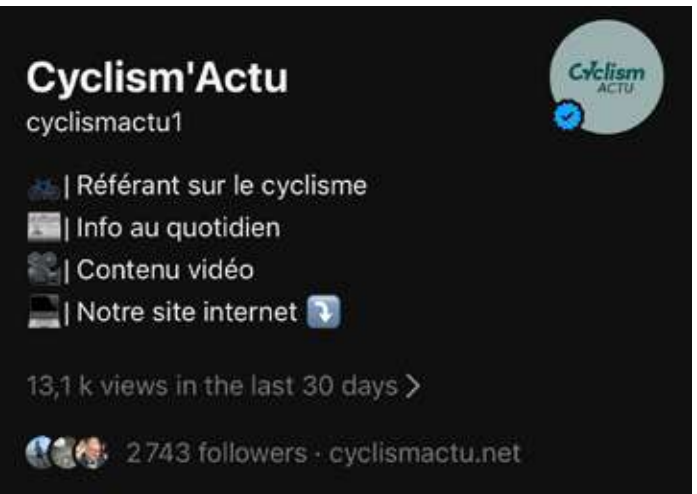 Cyclism'Actu
Cyclism
ACTU
cyclismactu1
| Référant sur le cyclisme
| Info au quotidien
| Contenu vidéo
| Notre site internet
13,1 k views in the last 30 days >
2 743 followers · cyclismactu.net